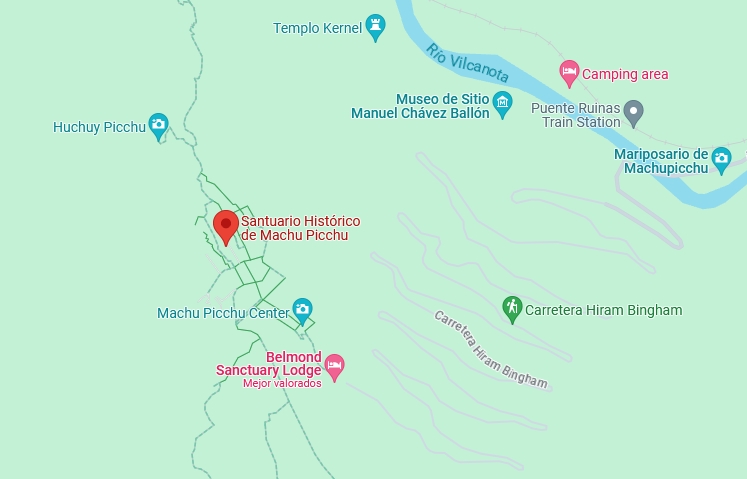 Templo Kernel
Río Vilcanota
Camping area
Museo de Sitio
Manuel Chávez Ballón
Puente Ruinas
Train Station
Huchuy Picchu
Mariposario de
Machupicchu
Santuario Histórico
de Machu Picchu
Machu Picchu Center
Carretera Hiram Bingham
Carretera Hiram Bingham
Belmond
Sanctuary Lodge
Mejor valorados